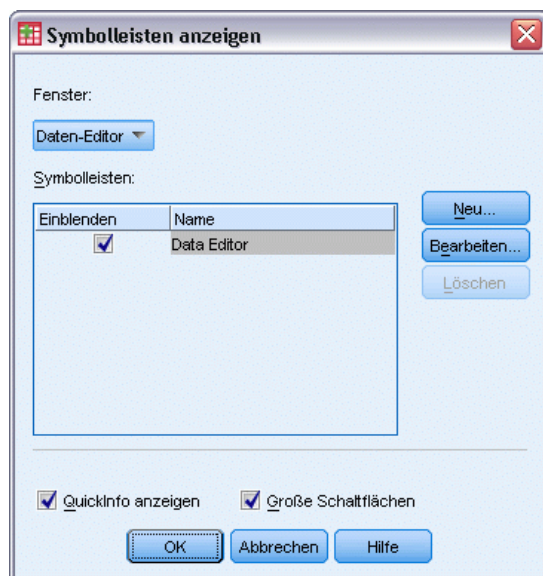 Symbolleisten anzeigen
Fenster:
Daten-Editor
Symbolleisten:
Einblenden Name
Data Editor
Neu...
Bearbeiten...
Löschen
QuickInfo anzeigen Große Schaltflächen
OK Abbrechen Hilfe